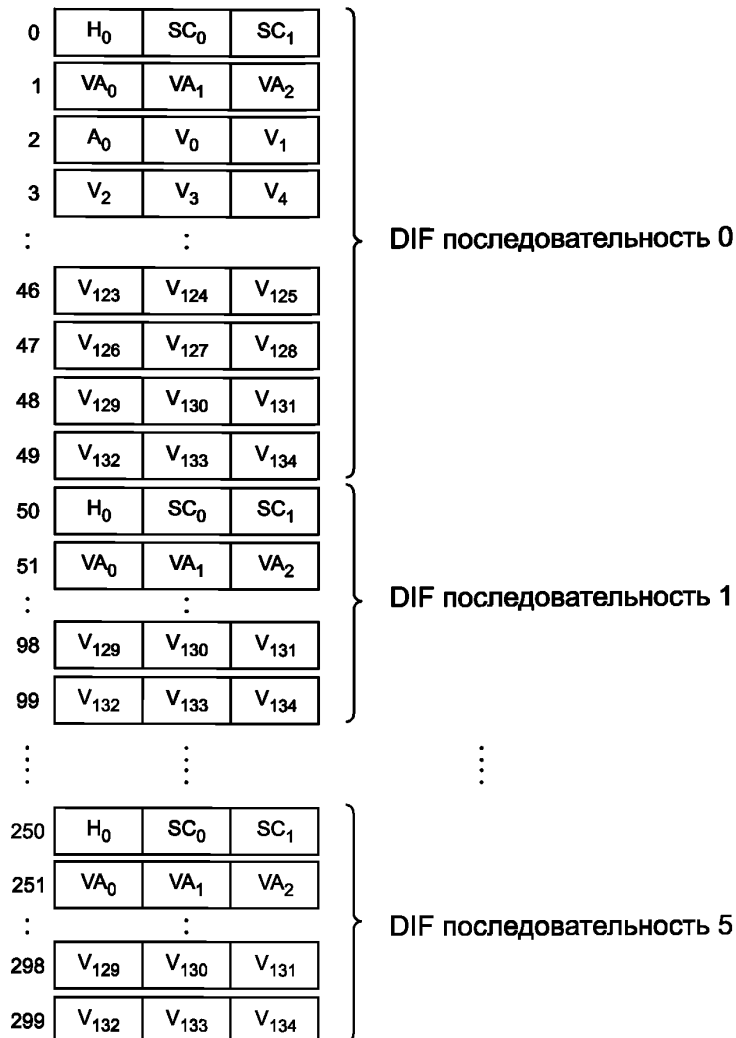 0 H₀ SC₀ SC₁
1 VA₀ VA₁ VA₂
2 A₀ V₀ V₁
3 V₂ V₃ V₄
: :
DIF последовательность 0
46 V₁₂₃ V₁₂₄ V₁₂₅
47 V₁₂₆ V₁₂₇ V₁₂₈
48 V₁₂₉ V₁₃₀ V₁₃₁
49 V₁₃₂ V₁₃₃ V₁₃₄
50 H₀ SC₀ SC₁
51 VA₀ VA₁ VA₂
: :
DIF последовательность 1
98 V₁₂₉ V₁₃₀ V₁₃₁
99 V₁₃₂ V₁₃₃ V₁₃₄
250 H₀ SC₀ SC₁
251 VA₀ VA₁ VA₂
: :
DIF последовательность 5
298 V₁₂₉ V₁₃₀ V₁₃₁
299 V₁₃₂ V₁₃₃ V₁₃₄